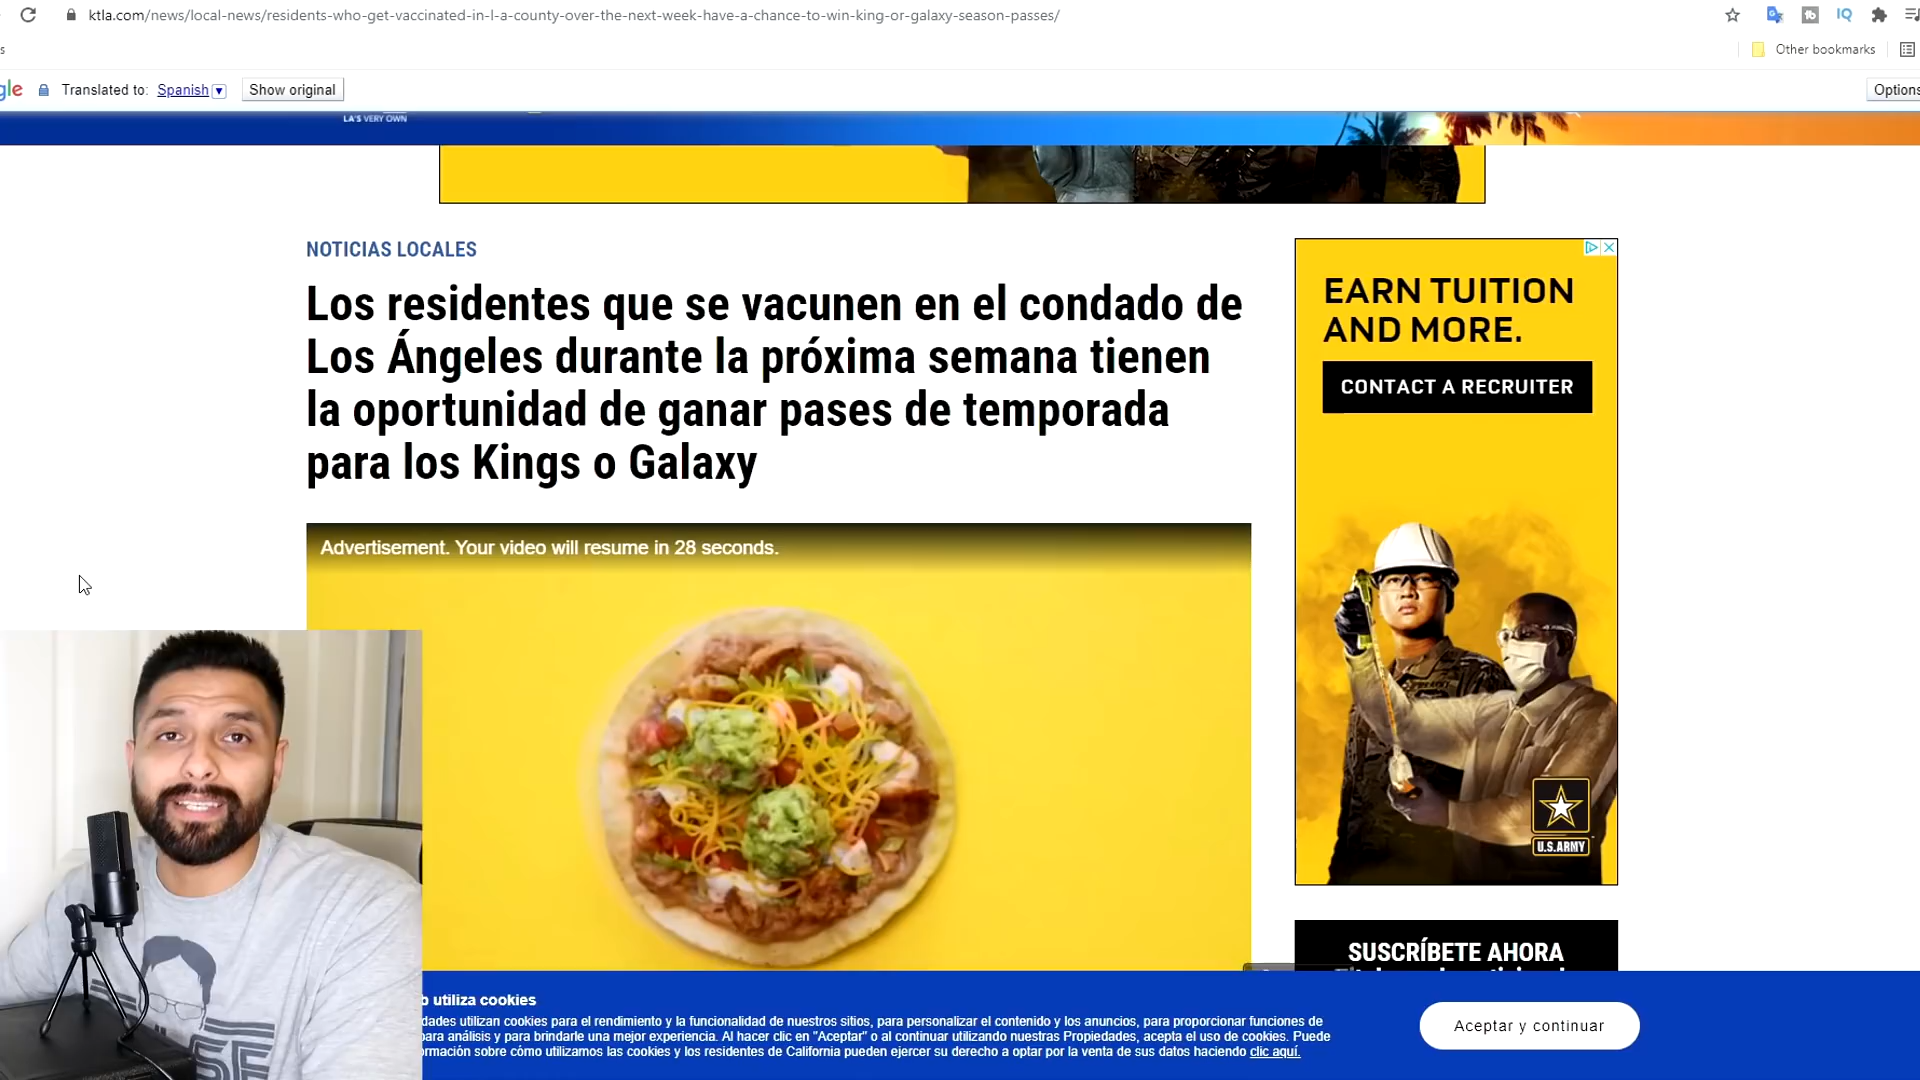 ktla.com/news/local-news/residents-who-get-vaccinated-in-l-a-county-over-the-next-week-have-a-chance-to-win-king-or-galaxy-season-passes/
IQ
Other bookmarks
Translated to: Spanish
Show original
Options
LA'S VERY OWN
NOTICIAS LOCALES
Los residentes que se vacunen en el condado de
Los Ángeles durante la próxima semana tienen
la oportunidad de ganar pases de temporada
para los Kings o Galaxy
Advertisement. Your video will resume in 28 seconds.
EARN TUITION
AND MORE.
CONTACT A RECRUITER
U.S.ARMY
SUSCRÍBETE AHORA
utiliza cookies
dades utilizan cookies para el rendimiento y la funcionalidad de nuestros sitios, para personalizar el contenido y los anuncios, para proporcionar funciones de
para análisis y para brindarle una mejor experiencia. Al hacer clic en "Aceptar" o al continuar utilizando nuestras Propiedades, acepta el uso de cookies. Puede
ormación sobre cómo utilizamos las cookies y los residentes de California pueden ejercer su derecho a optar por la venta de sus datos haciendo clic aquí.
Aceptar y continuar